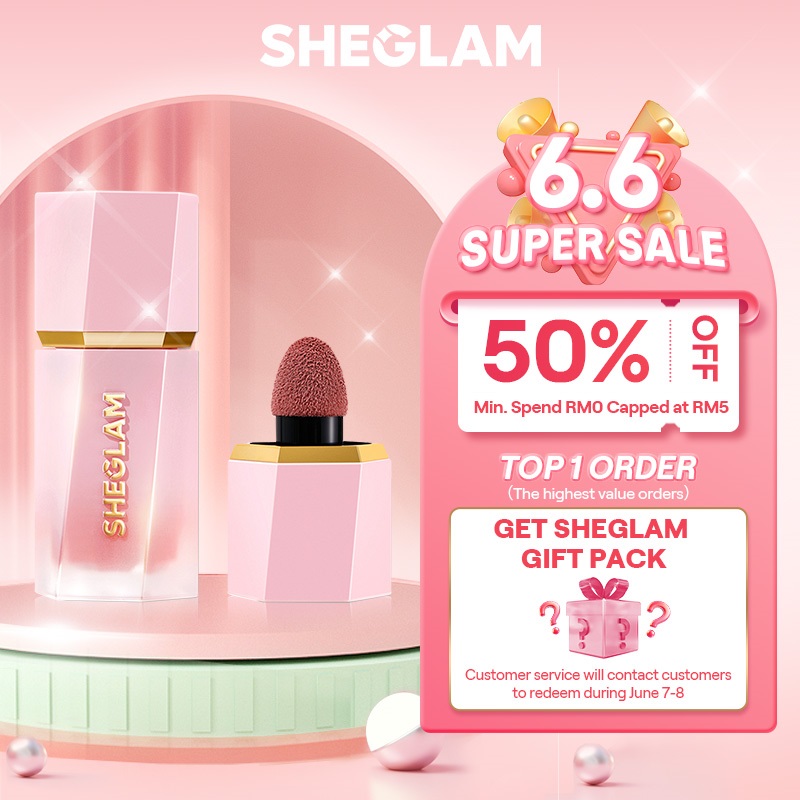 SHEGLAM
6.6
SUPER SALE
50% OFF
Min. Spend RM0 Capped at RM5
TOP 1 ORDER
(The highest value orders)
GET SHEGLAM
GIFT PACK
? ? ? ?
Customer service will contact customers
to redeem during June 7-8
SHEGLAM